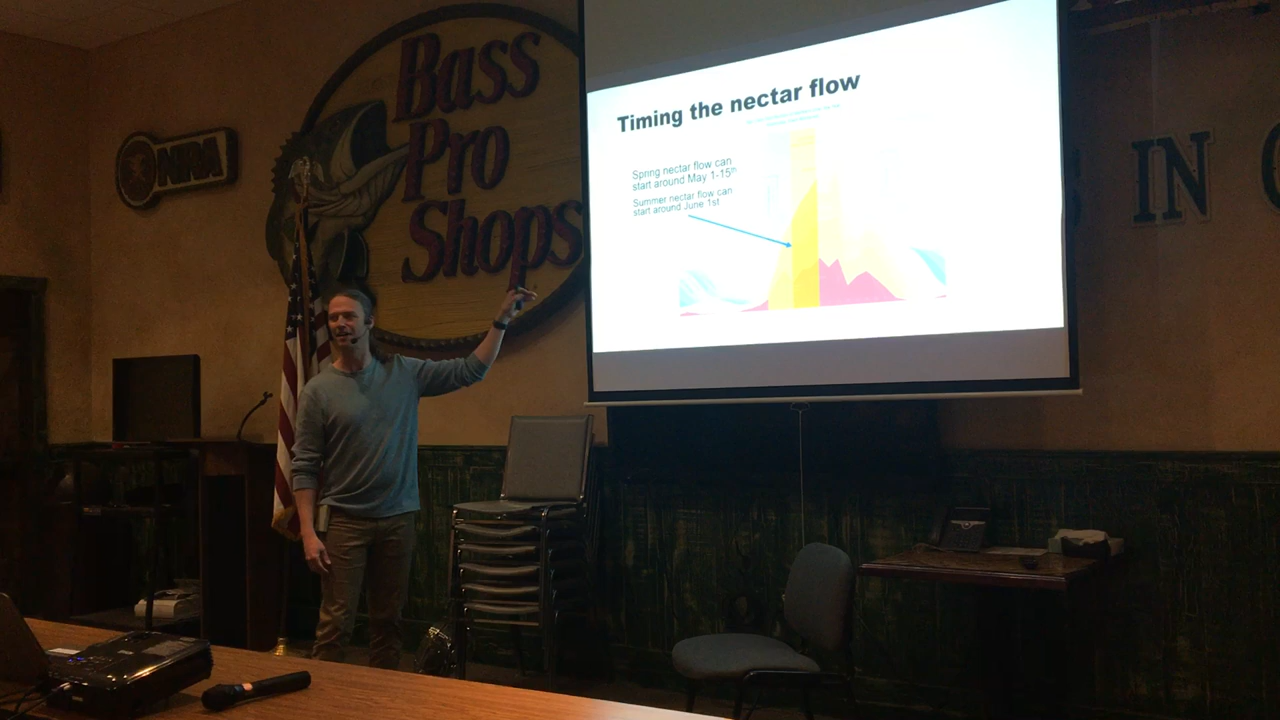 NRA
Bass
Pro
Shops
Timing the nectar flow
Spring nectar flow can
start around May 1-15th
Summer nectar flow can
start around June 1st
IN